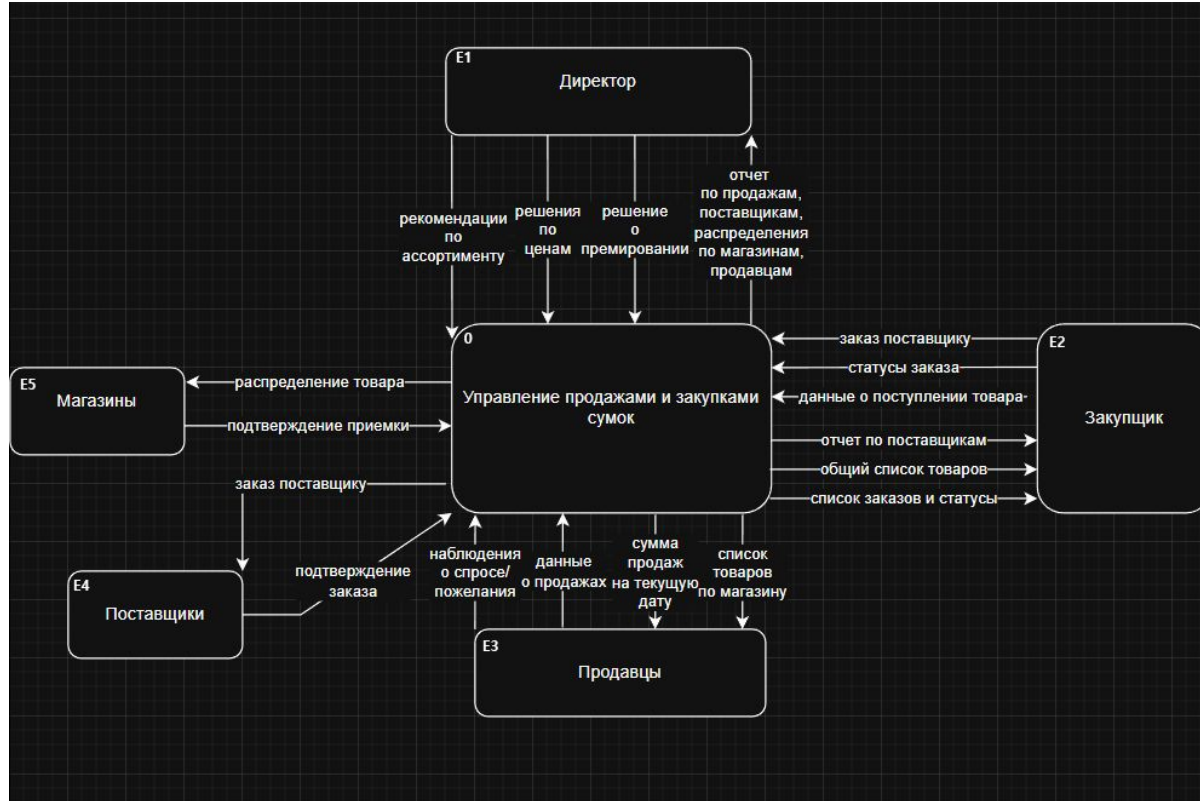 E1
Директор
рекомендации
по
ассортименту
решения
по
ценам
решение
о
премировании
отчет
по продажам,
поставщикам,
распределения
по магазинам,
продавцам
0
Управление продажами и закупками
сумок
E5
Магазины
распределение товара
подтверждение приемки
заказ поставщику
статусы заказа
данные о поступлении товара
отчет по поставщикам
общий список товаров
список заказов и статусы
E2
Закупщик
заказ поставщику
подтверждение
заказа
E4
Поставщики
наблюдения
о спросе/
пожелания
данные
о продажах
сумма
продаж
на текущую
дату
список
товаров
по магазину
E3
Продавцы